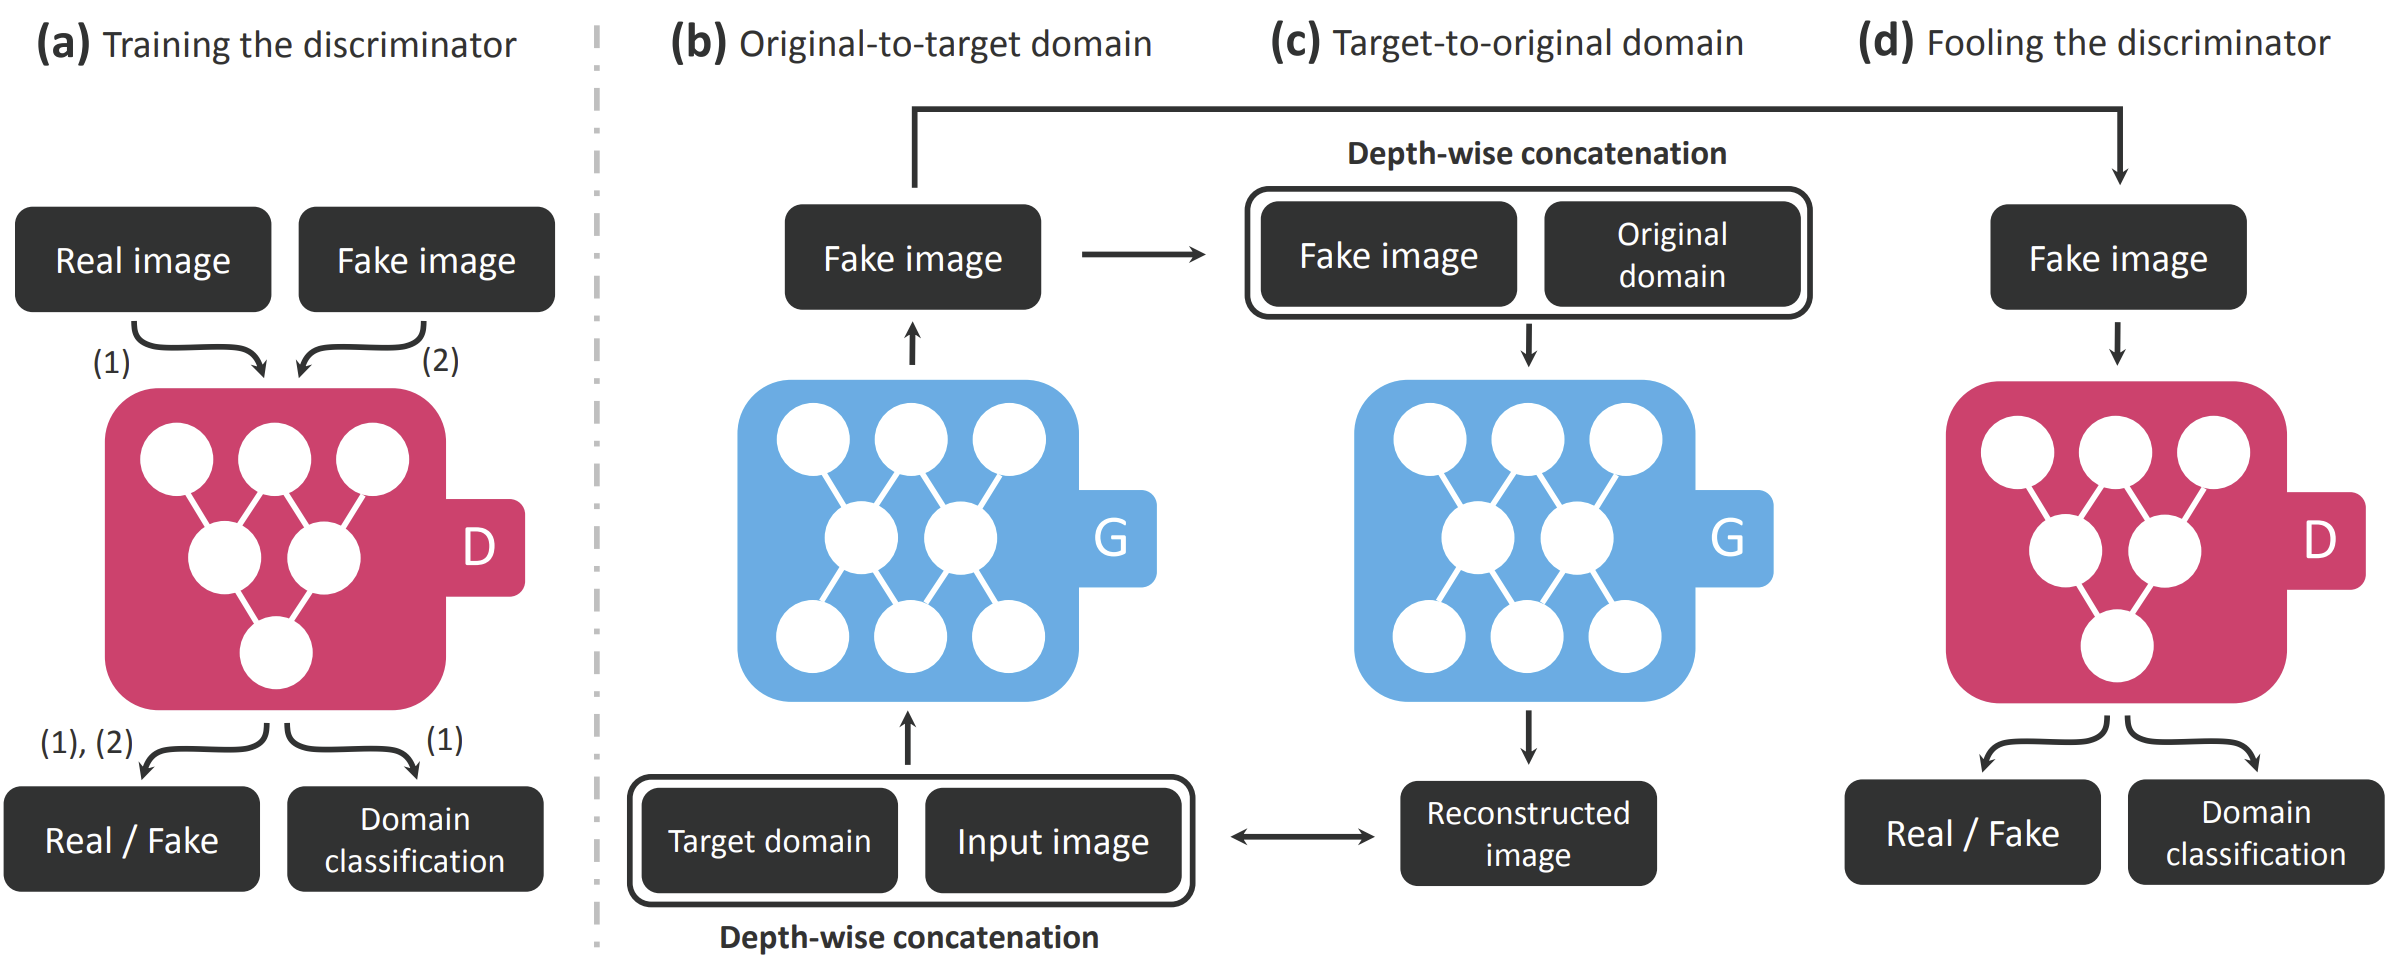 (a) Training the discriminator
Real image
Fake image
(1)
(2)
D
(1), (2)
(1)
Real / Fake
Domain
classification
(b) Original-to-target domain
Fake image
G
Target domain
Input image
Depth-wise concatenation
(c) Target-to-original domain
Depth-wise concatenation
Fake image
Original
domain
G
Reconstructed
image
(d) Fooling the discriminator
Fake image
D
Real / Fake
Domain
classification